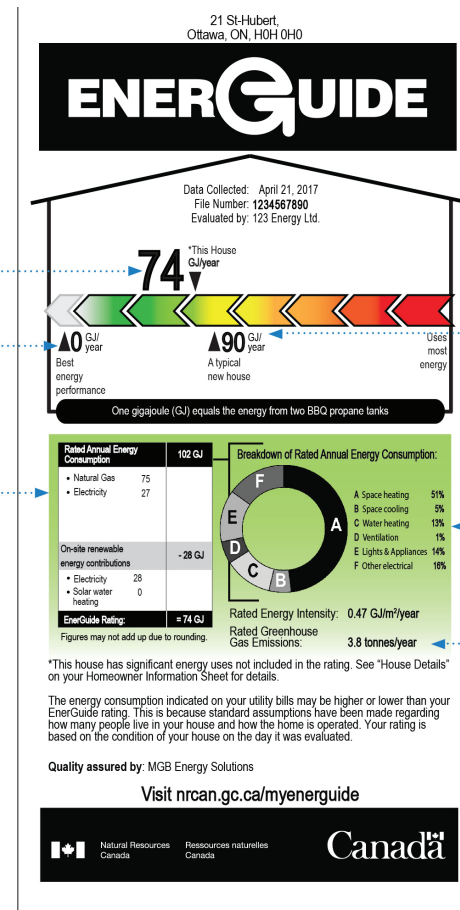 21 St-Hubert,
Ottawa, ON, H0H 0H0
ENERGUIDE
Data Collected: April 21, 2017
File Number: 1234567890
Evaluated by: 123 Energy Ltd.
74
*This House
GJ/year
0 GJ/
year
Best
energy
performance
90 GJ/
year
A typical
new house
Uses
most
energy
One gigajoule (GJ) equals the energy from two BBQ propane tanks
Rated Annual Energy
Consumption
102 GJ
• Natural Gas 75
• Electricity 27
On-site renewable
energy contributions
- 28 GJ
• Electricity 28
• Solar water
heating
0
EnerGuide Rating: = 74 GJ
Figures may not add up due to rounding.
Breakdown of Rated Annual Energy Consumption:
F
E
D
C
B
A
A Space heating 51%
B Space cooling 5%
C Water heating 13%
D Ventilation 1%
E Lights & Appliances 14%
F Other electrical 16%
Rated Energy Intensity: 0.47 GJ/m²/year
Rated Greenhouse
Gas Emissions: 3.8 tonnes/year
*This house has significant energy uses not included in the rating. See “House Details”
on your Homeowner Information Sheet for details.
The energy consumption indicated on your utility bills may be higher or lower than your
EnerGuide rating. This is because standard assumptions have been made regarding
how many people live in your house and how the home is operated. Your rating is
based on the condition of your house on the day it was evaluated.
Quality assured by: MGB Energy Solutions
Visit nrcan.gc.ca/myenerguide
Natural Resources
Canada
Ressources naturelles
Canada
Canada